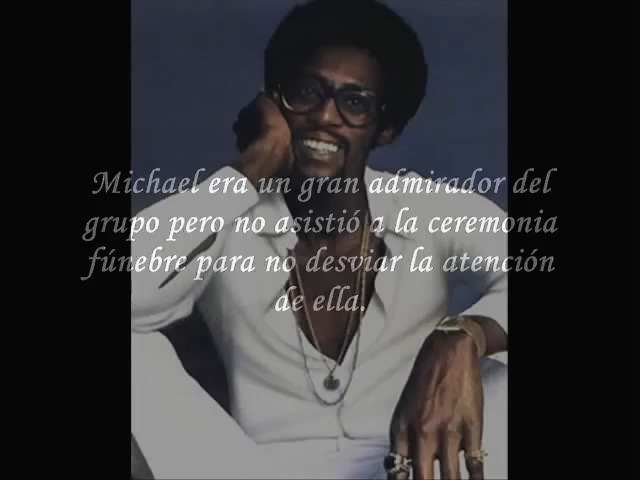 Michael era un gran admirador del
grupo pero no asistió a la ceremonia
fúnebre para no desviar la atención
de ella.